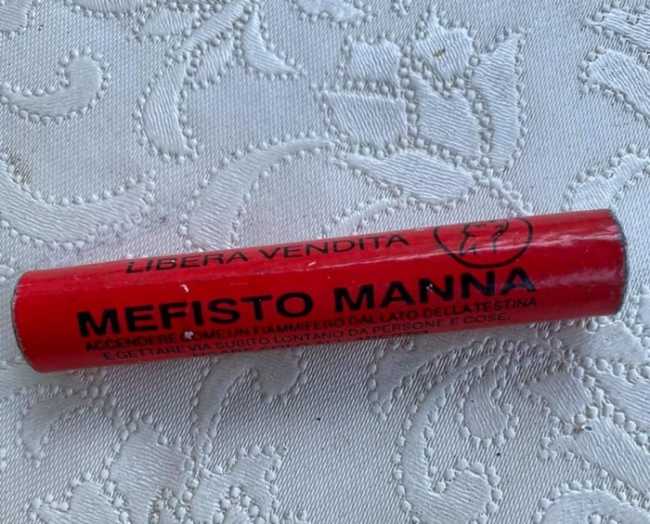 LIBERA VENDITA
MEFISTO MANNA
ACCENDERE COME UN FIAMMIFERO DAL LATO DELLA TESTINA
E GETTARE VIA SUBITO LONTANO DA PERSONE E COSE.